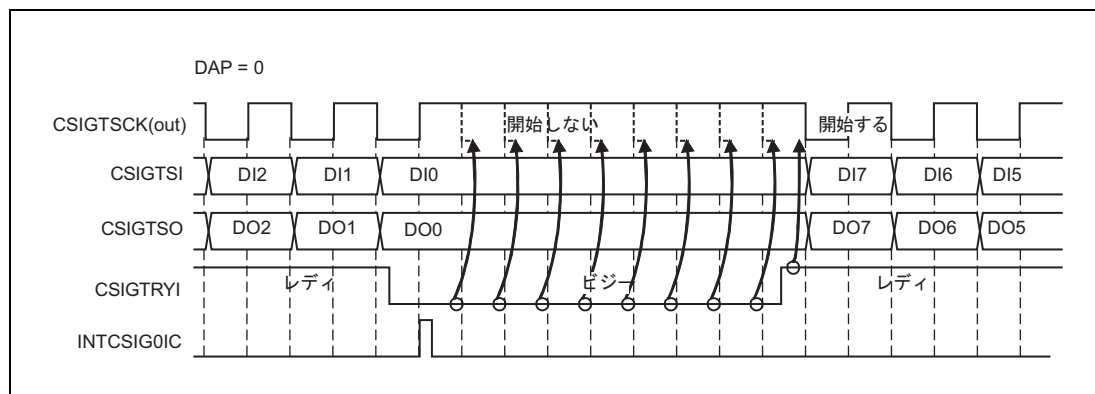 DAP = 0
CSIGTSCK(out) 開始しない 開始する
CSIGTSI DI2 DI1 DI0 DI7 DI6 DI5
CSIGTSO DO2 DO1 DO0 DO7 DO6 DO5
CSIGTRYI レディ ビジー レディ
INTCSIG0IC